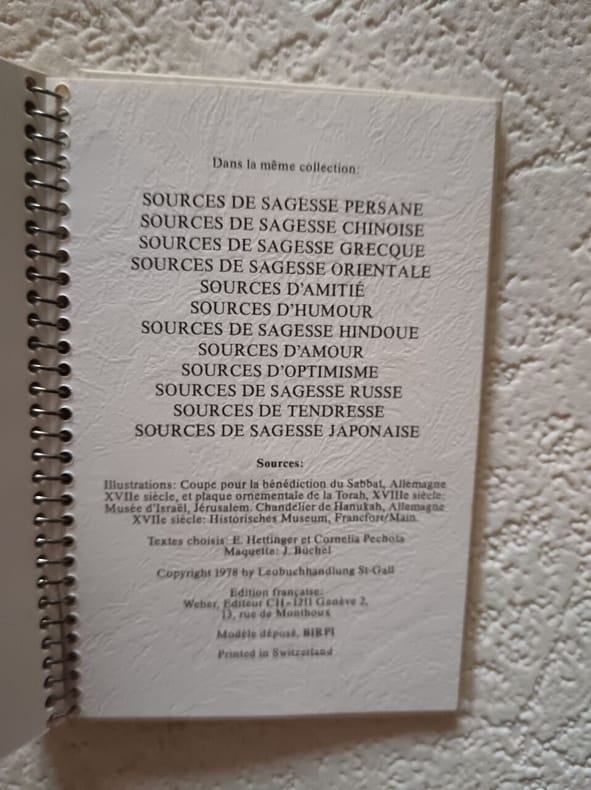 Dans la même collection:
SOURCES DE SAGESSE PERSANE
SOURCES DE SAGESSE CHINOISE
SOURCES DE SAGESSE GRECQUE
SOURCES DE SAGESSE ORIENTALE
SOURCES D'AMITIÉ
SOURCES D'HUMOUR
SOURCES DE SAGESSE HINDOUE
SOURCES D'AMOUR
SOURCES D'OPTIMISME
SOURCES DE SAGESSE RUSSE
SOURCES DE TENDRESSE
SOURCES DE SAGESSE JAPONAISE
Sources:
Illustrations: Coupe pour la bénédiction du Sabbat, Allemagne
XVIIe siècle, et plaque ornementale de la Torah, XVIIIe siècle:
Musée d'Israël, Jérusalem. Chandelier de Hanukah, Allemagne
XVIIe siècle: Historisches Museum, Francfort/Main.
Textes choisis: E. Hettinger et Cornelia Pechota
Maquette: J. Büchel
Copyright 1978 by Leobuchhandlung St-Gall
Edition française:
Weber, Editeur CH-1211 Genève 2,
13, rue de Monthoux
Modèle déposé, BIRPI
Printed in Switzerland